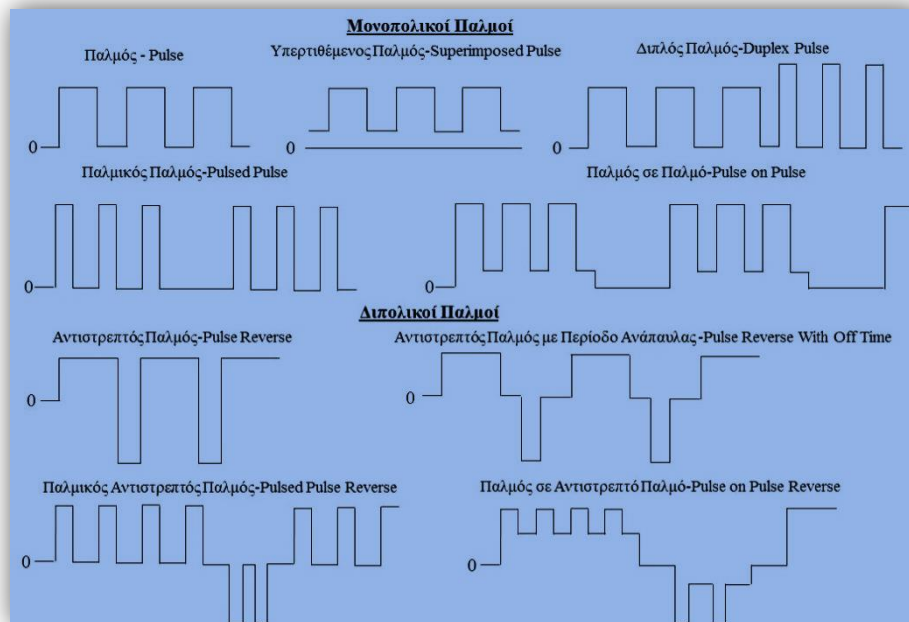 Μονοπολικοί Παλμοί
Παλμός - Pulse
Υπερτιθέμενος Παλμός-Superimposed Pulse
Διπλός Παλμός-Duplex Pulse
0
0
0
Παλμικός Παλμός-Pulsed Pulse
Παλμός σε Παλμό-Pulse on Pulse
0
0
Διπολικοί Παλμοί
Αντιστρεπτός Παλμός-Pulse Reverse
Αντιστρεπτός Παλμός με Περίοδο Ανάπαυλας -Pulse Reverse With Off Time
0
0
Παλμικός Αντιστρεπτός Παλμός-Pulsed Pulse Reverse
Παλμός σε Αντιστρεπτό Παλμό-Pulse on Pulse Reverse
0
0